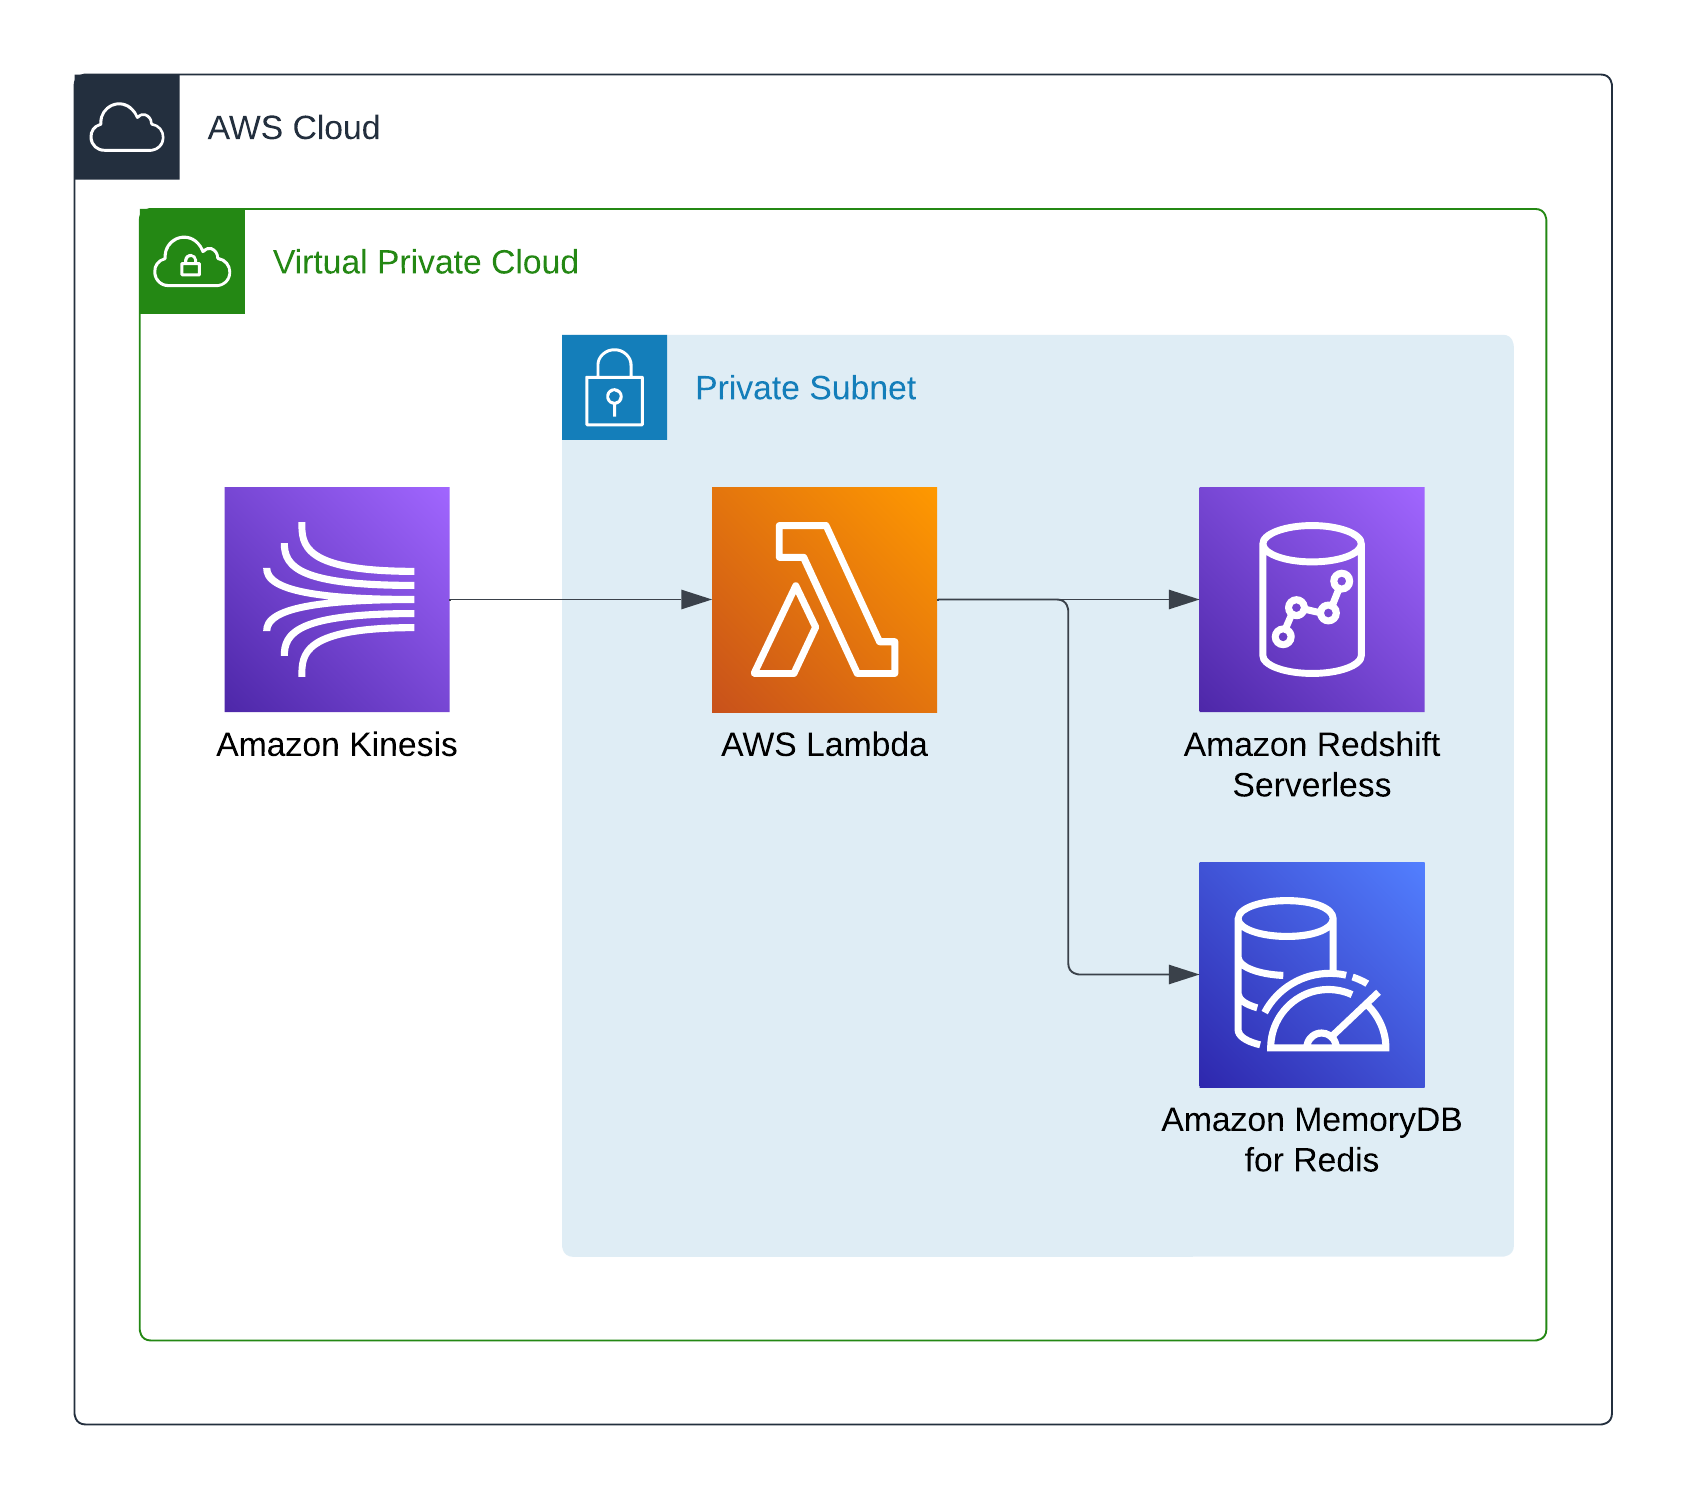 AWS Cloud
Virtual Private Cloud
Private Subnet
Amazon Kinesis
AWS Lambda
Amazon Redshift
Serverless
Amazon MemoryDB
for Redis